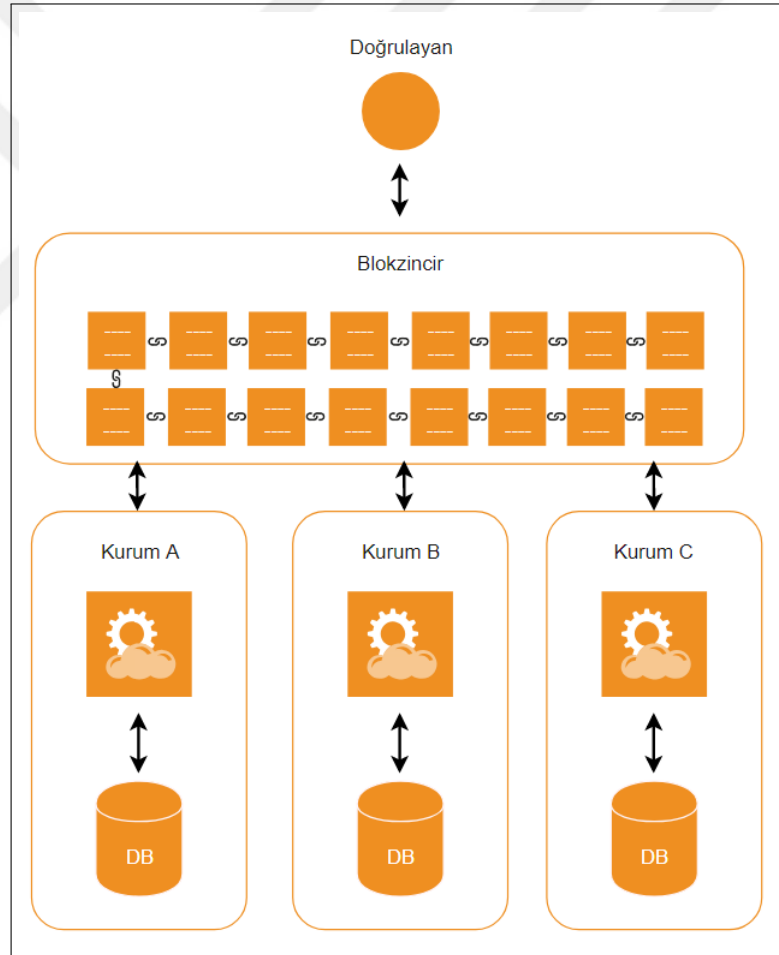 Doğrulayan
Blokzincir
Kurum A
Kurum B
Kurum C
DB
DB
DB